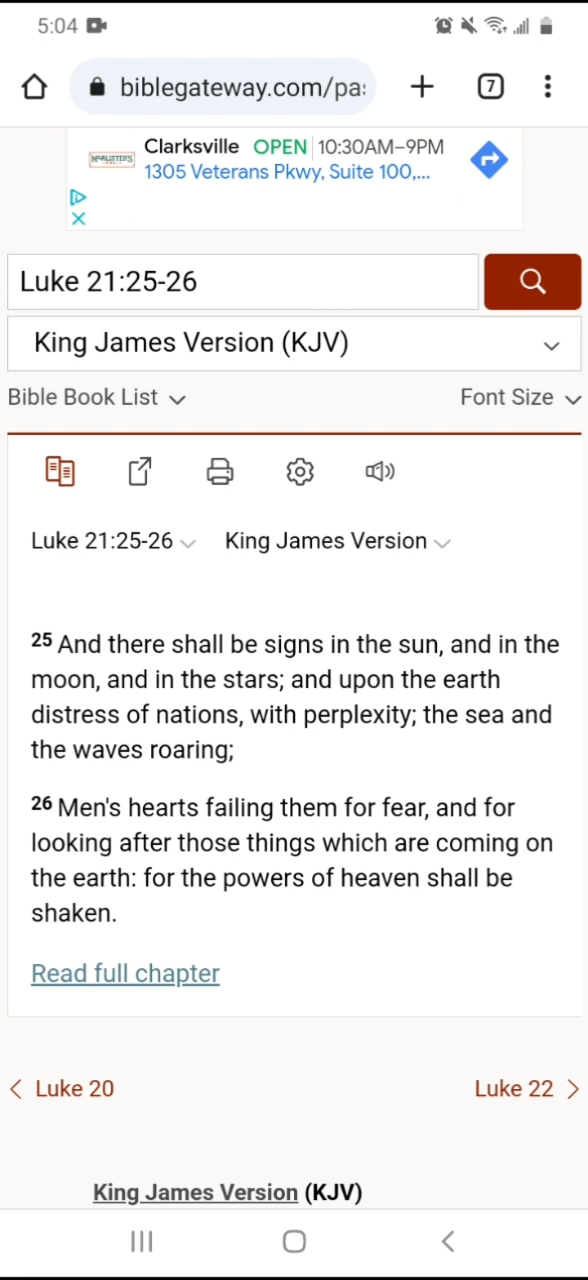 5:04
biblegateway.com/pa
7
McALISTER'S
DELI
Clarksville OPEN 10:30AM–9PM
1305 Veterans Pkwy, Suite 100,...
Luke 21:25-26
King James Version (KJV)
Bible Book List
Font Size
Luke 21:25-26
King James Version
25 And there shall be signs in the sun, and in the
moon, and in the stars; and upon the earth
distress of nations, with perplexity; the sea and
the waves roaring;
26 Men's hearts failing them for fear, and for
looking after those things which are coming on
the earth: for the powers of heaven shall be
shaken.
Read full chapter
Luke 20
Luke 22
King James Version (KJV)